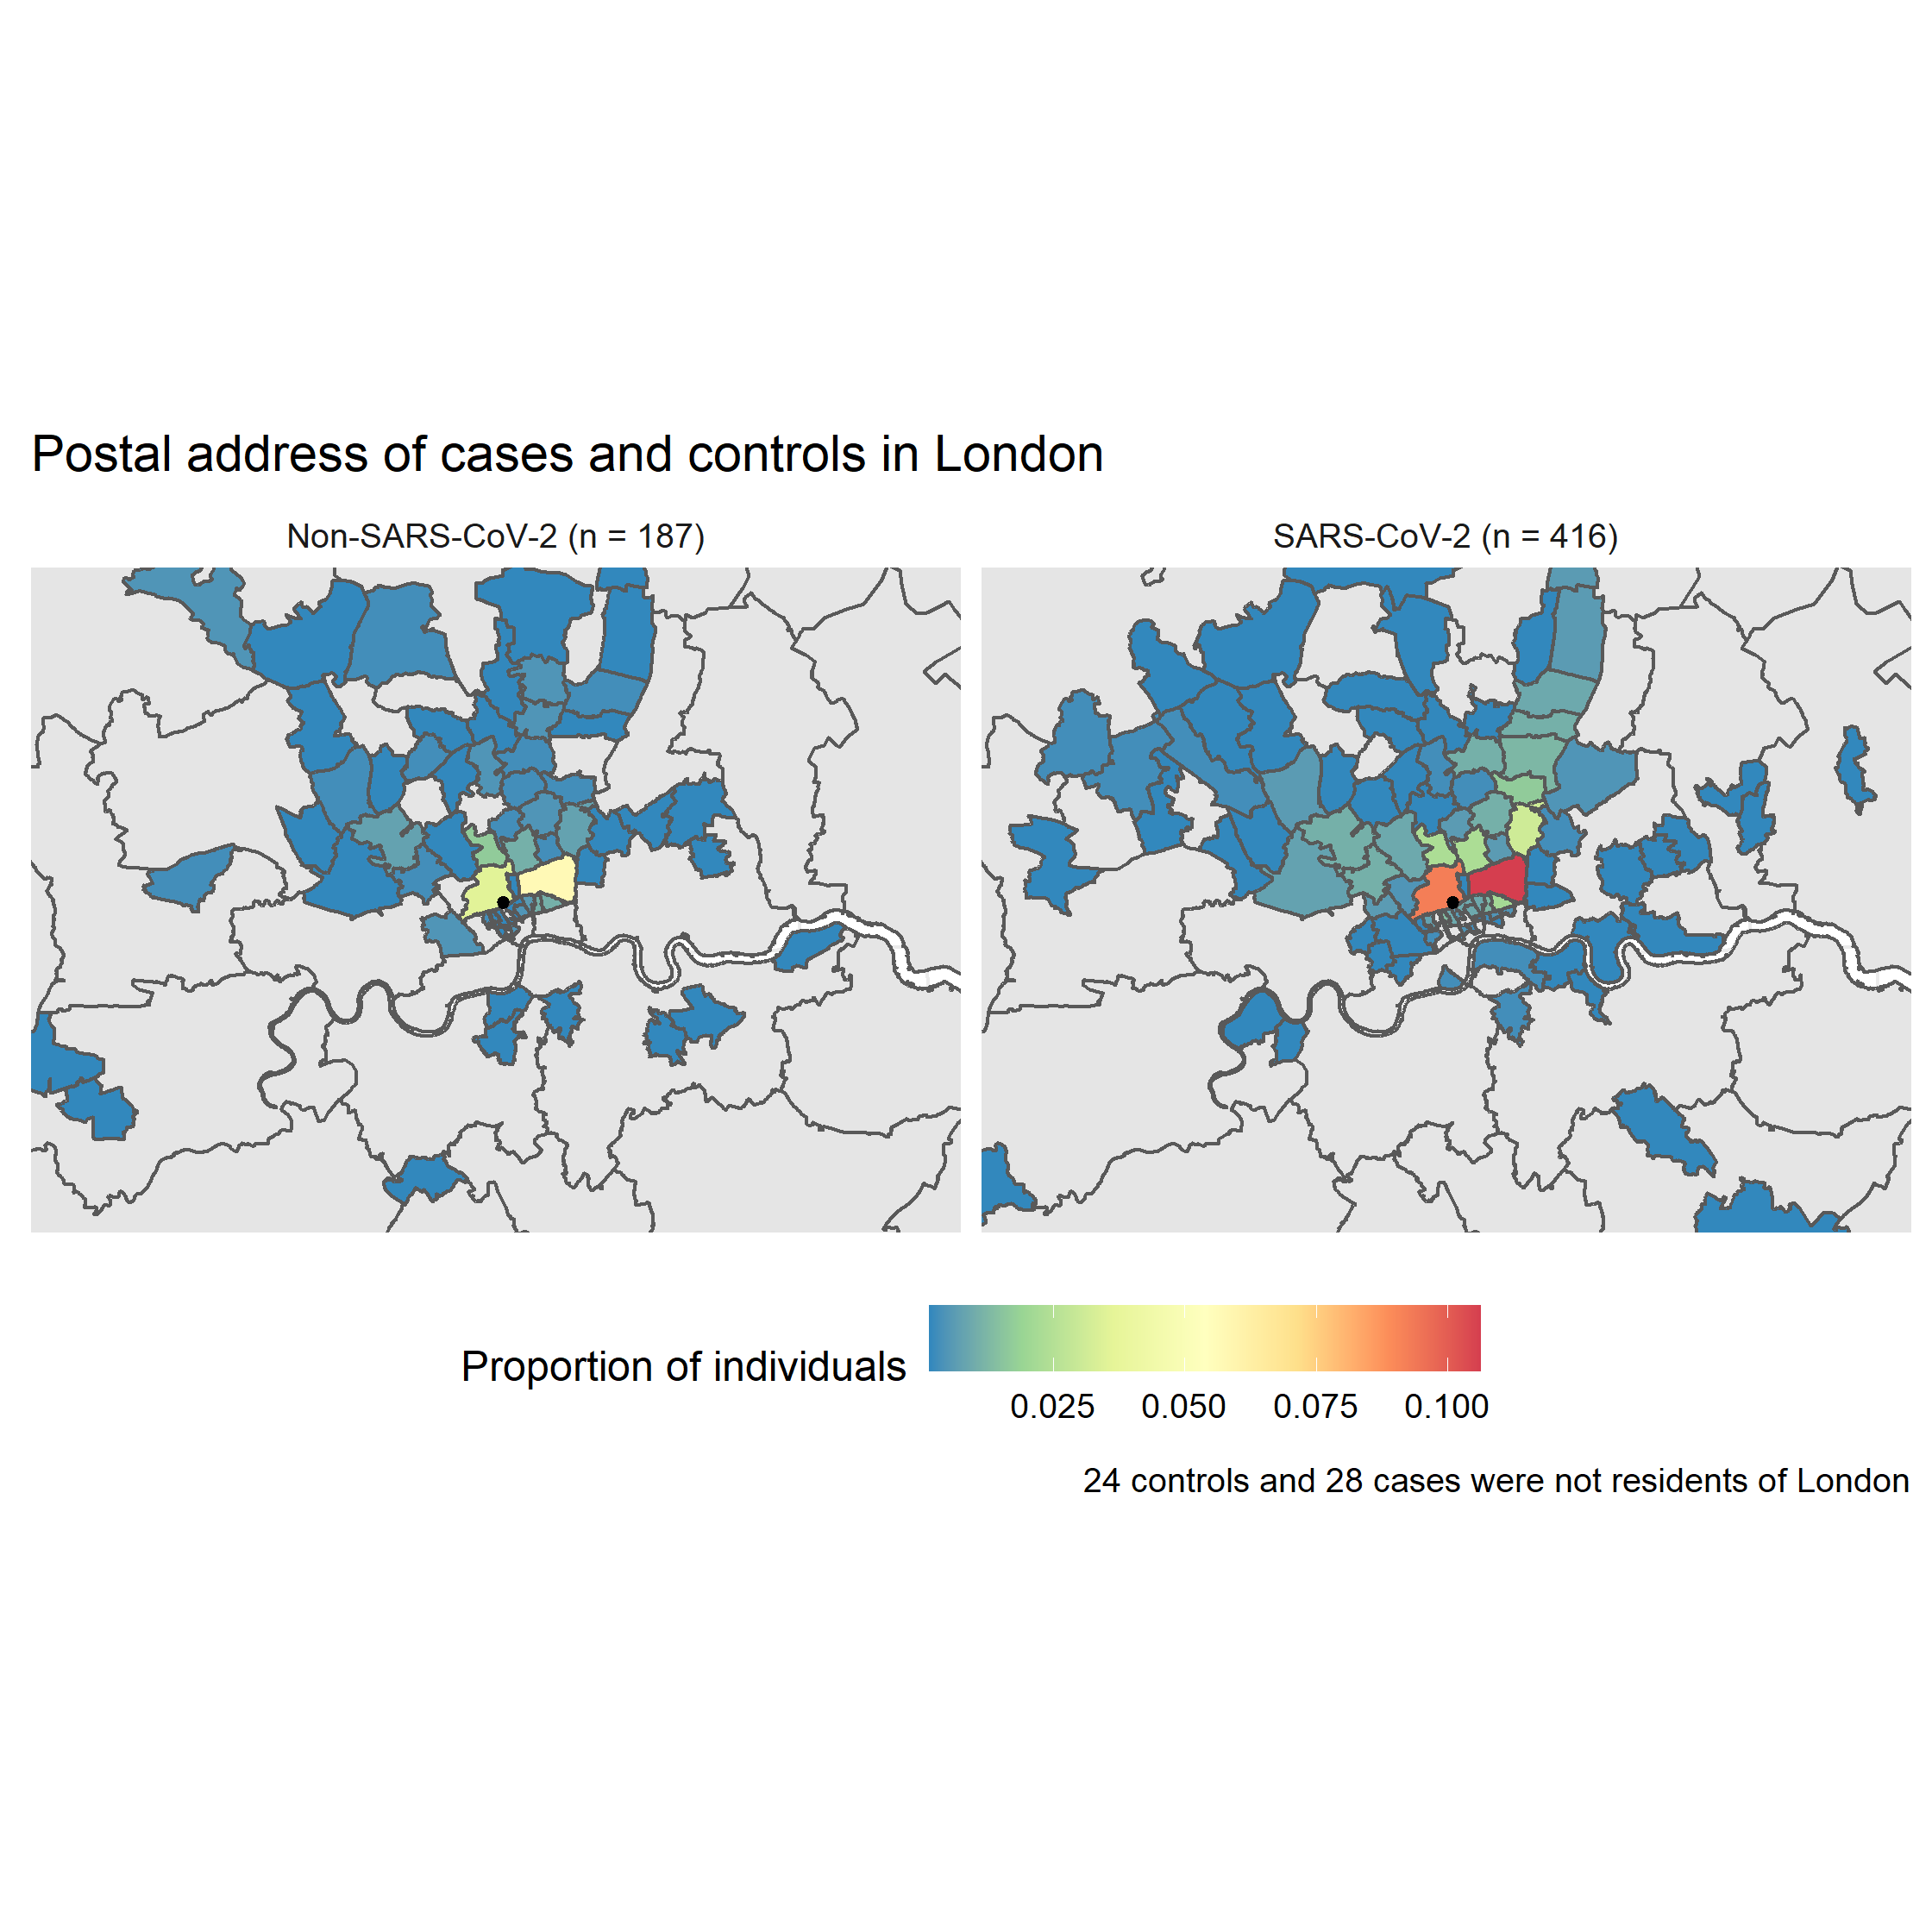 Postal address of cases and controls in London
Non-SARS-CoV-2 (n = 187)
SARS-CoV-2 (n = 416)
Proportion of individuals
0.025 0.050 0.075 0.100
24 controls and 28 cases were not residents of London